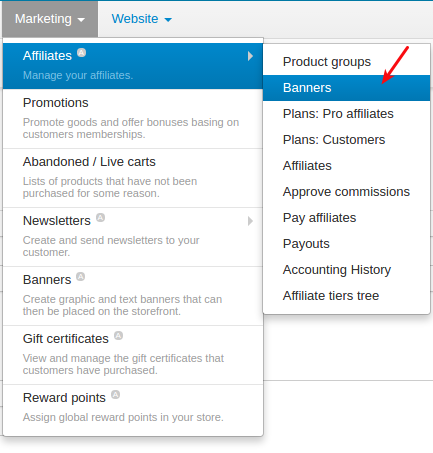 Marketing
Website
Affiliates A
Manage your affiliates.
Promotions
Promote goods and offer bonuses basing on
customers memberships.
Abandoned / Live carts
Lists of products that have not been
purchased for some reason.
Newsletters A
Create and send newsletters to your
customer.
Banners A
Create graphic and text banners that can
then be placed on the storefront.
Gift certificates A
View and manage the gift certificates that
customers have purchased.
Reward points A
Assign global reward points in your store.
Product groups
Banners
Plans: Pro affiliates
Plans: Customers
Affiliates
Approve commissions
Pay affiliates
Payouts
Accounting History
Affiliate tiers tree